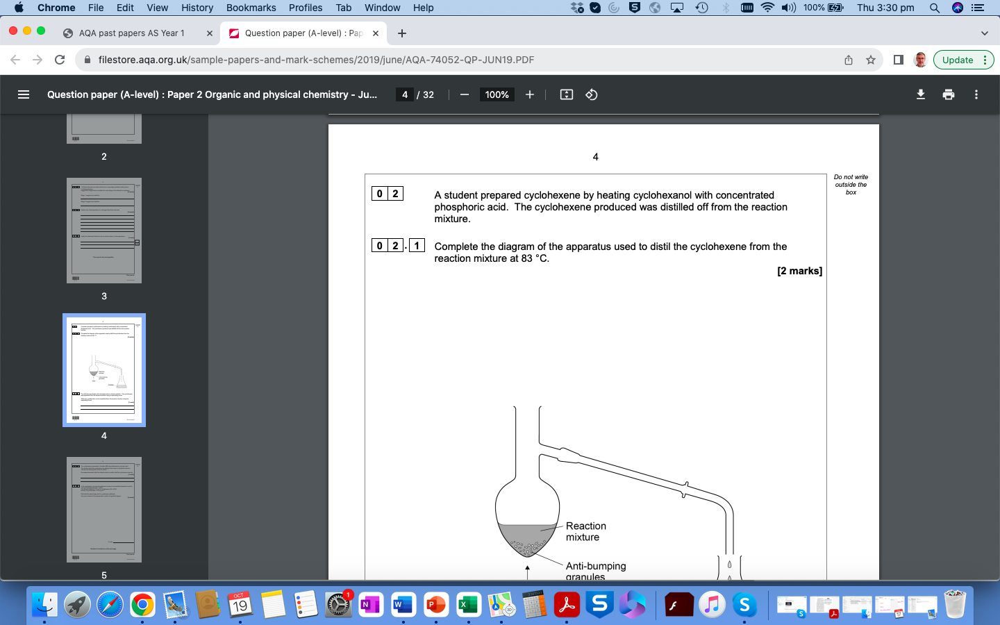 Chrome File Edit View History Bookmarks Profiles Tab Window Help 100% Thu 3:30 pm
AQA past papers AS Year 1
Question paper (A-level) : Pap
filestore.aqa.org.uk/sample-papers-and-mark-schemes/2019/june/AQA-74052-QP-JUN19.PDF
Update
Question paper (A-level) : Paper 2 Organic and physical chemistry - Ju... 4 / 32 100%
2
3
4
5
4
Do not write
outside the
box
0 2 A student prepared cyclohexene by heating cyclohexanol with concentrated
phosphoric acid. The cyclohexene produced was distilled off from the reaction
mixture.
0 2 . 1 Complete the diagram of the apparatus used to distil the cyclohexene from the
reaction mixture at 83 °C.
[2 marks]
Reaction
mixture
Anti-bumping
granules
OCT
19
1
N
W
P
X
S
f
S
17